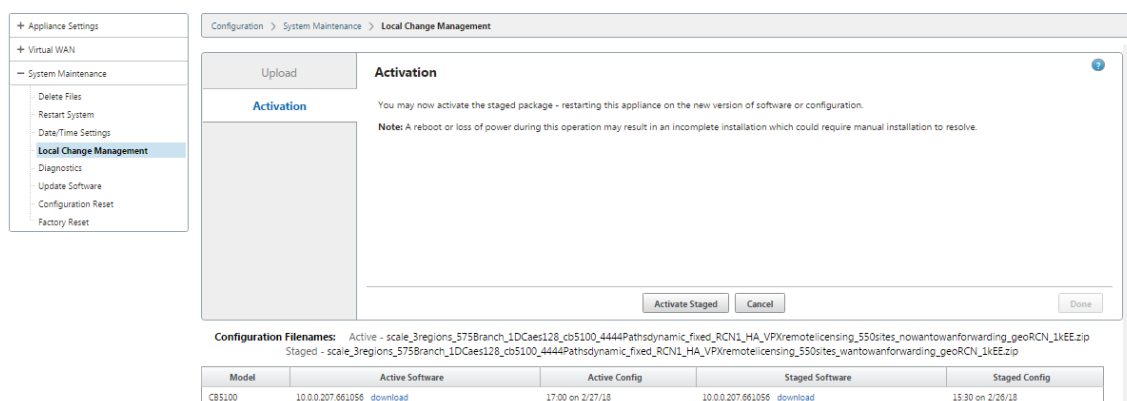 + Appliance Settings
+ Virtual WAN
− System Maintenance
Delete Files
Restart System
Date/Time Settings
Local Change Management
Diagnostics
Update Software
Configuration Reset
Factory Reset
Configuration > System Maintenance > Local Change Management
Upload
Activation
Activation
?
You may now activate the staged package - restarting this appliance on the new version of software or configuration.
Note: A reboot or loss of power during this operation may result in an incomplete installation which could require manual installation to resolve.
Activate Staged Cancel Done
Configuration Filenames: Active - scale_3regions_575Branch_1DCaes128_cb5100_4444Pathsdynamic_fixed_RCN1_HA_VPXremotelicensing_550sites_nowantowanforwarding_geoRCN_1kEE.zip
Staged - scale_3regions_575Branch_1DCaes128_cb5100_4444Pathsdynamic_fixed_RCN1_HA_VPXremotelicensing_550sites_wantowanforwarding_geoRCN_1kEE.zip
Model Active Software Active Config Staged Software Staged Config
CB5100 10.0.0.207.661056 download 17:00 on 2/27/18 10.0.0.207.661056 download 15:30 on 2/26/18